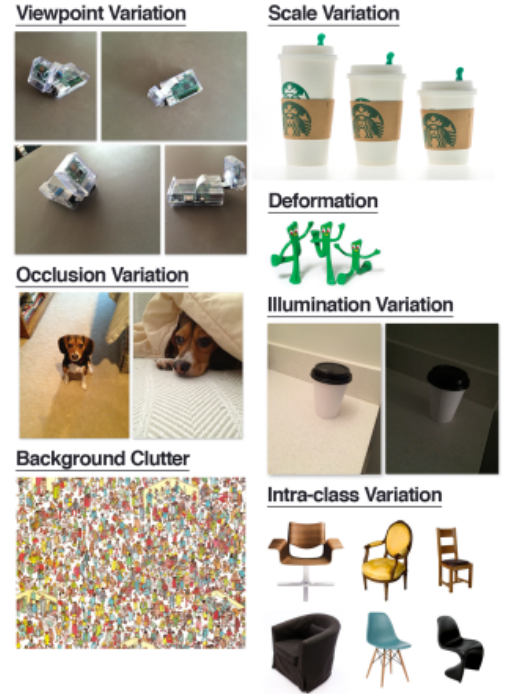 Viewpoint Variation
Scale Variation
Deformation
Occlusion Variation
Illumination Variation
Background Clutter
Intra-class Variation